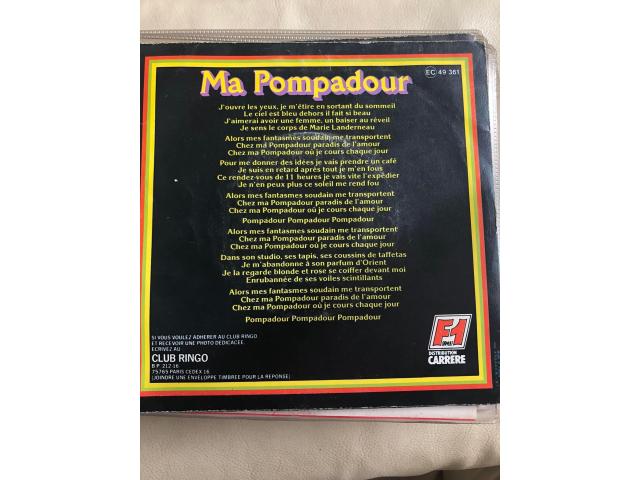 EC 49 361
Ma Pompadour
J'ouvre les yeux, je m'étire en sortant du sommeil
Le ciel est bleu dehors il fait si beau
J'aimerai avoir une femme, un baiser au réveil
Je sens le corps de Marie Landerneau
Alors mes fantasmes soudain me transportent
Chez ma Pompadour paradis de l'amour
Chez ma Pompadour où je cours chaque jour
Pour me donner des idées je vais prendre un café
Je suis en retard après tout je m'en fous
Ce rendez-vous de 11 heures je vais vite l'expédier
Je n'en peux plus ce soleil me rend fou
Alors mes fantasmes soudain me transportent
Chez ma Pompadour paradis de l'amour
Chez ma Pompadour où je cours chaque jour
Pompadour Pompadour Pompadour
Alors mes fantasmes soudain me transportent
Chez ma Pompadour paradis de l'amour
Chez ma Pompadour où je cours chaque jour
Dans son studio, ses tapis, ses coussins de taffetas
Je m'abandonne à son parfum d'Orient
Je la regarde blonde et rose se coiffer devant moi
Enrubannée de ses voiles scintillants
Alors mes fantasmes soudain me transportent
Chez ma Pompadour paradis de l'amour
Chez ma Pompadour où je cours chaque jour
Pompadour Pompadour Pompadour
SI VOUS VOULEZ ADHERER AU CLUB RINGO
ET RECEVOIR UNE PHOTO DEDICACEE,
ECRIVEZ AU
CLUB RINGO
B.P. 212-16
75765 PARIS CEDEX 16
(JOINDRE UNE ENVELOPPE TIMBREE POUR LA REPONSE)
F1
DISTRIBUTION
CARRERE